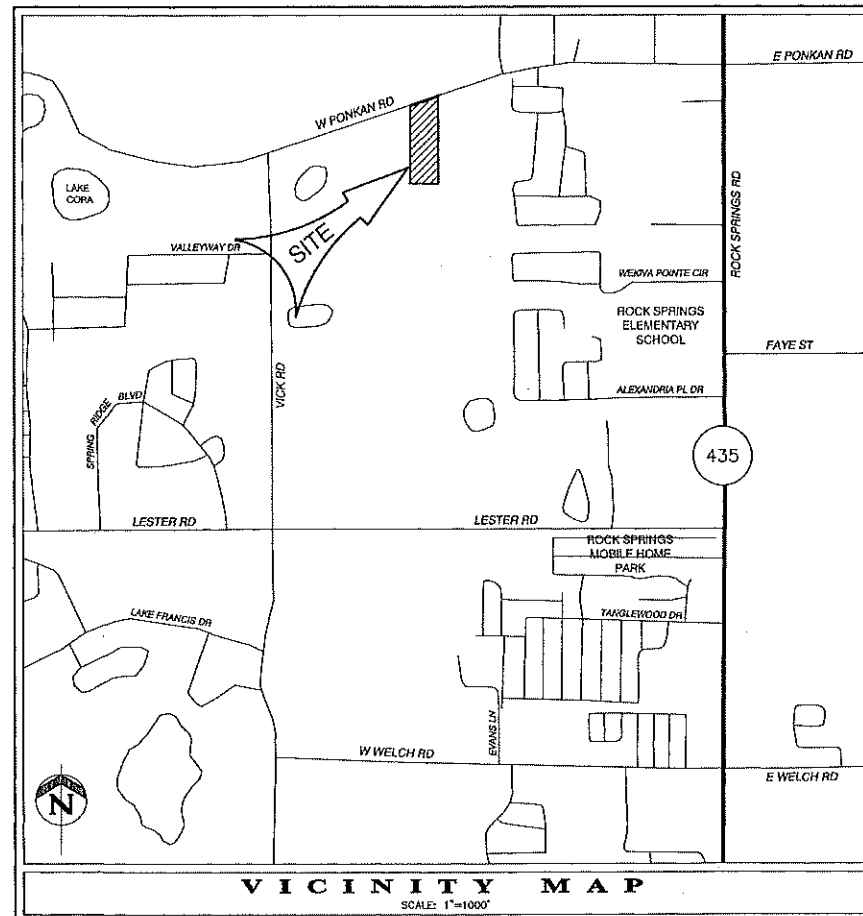 E PONKAN RD
W PONKAN RD
LAKE
CORA
ROCK SPRINGS RD
SITE
VALLEYWAY DR
WEKIVA POINTE CIR
ROCK SPRINGS
ELEMENTARY
SCHOOL
FAYE ST
VICK RD
ALEXANDRIA PL DR
SPRING RIDGE BLVD
435
LESTER RD
LESTER RD
ROCK SPRINGS
MOBILE HOME
PARK
LAKE FRANCIS DR
TANGLEWOOD DR
EVANS LN
W WELCH RD
E WELCH RD
N
VICINITY MAP
SCALE: 1"=1000'